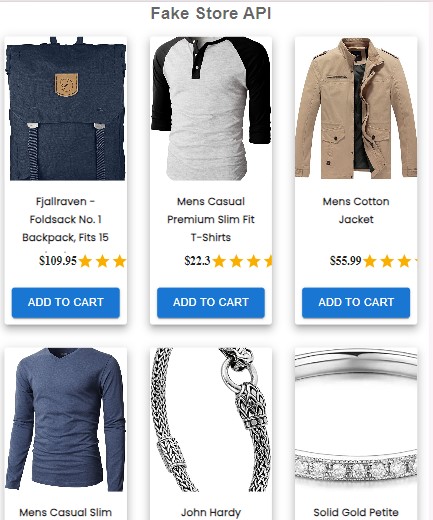 Fake Store API
Fjallraven -
Foldsack No. 1
Backpack, Fits 15
$109.95
ADD TO CART
Mens Casual
Premium Slim Fit
T-Shirts
$22.3
ADD TO CART
Mens Cotton
Jacket
$55.99
ADD TO CART
Mens Casual Slim
John Hardy
Solid Gold Petite